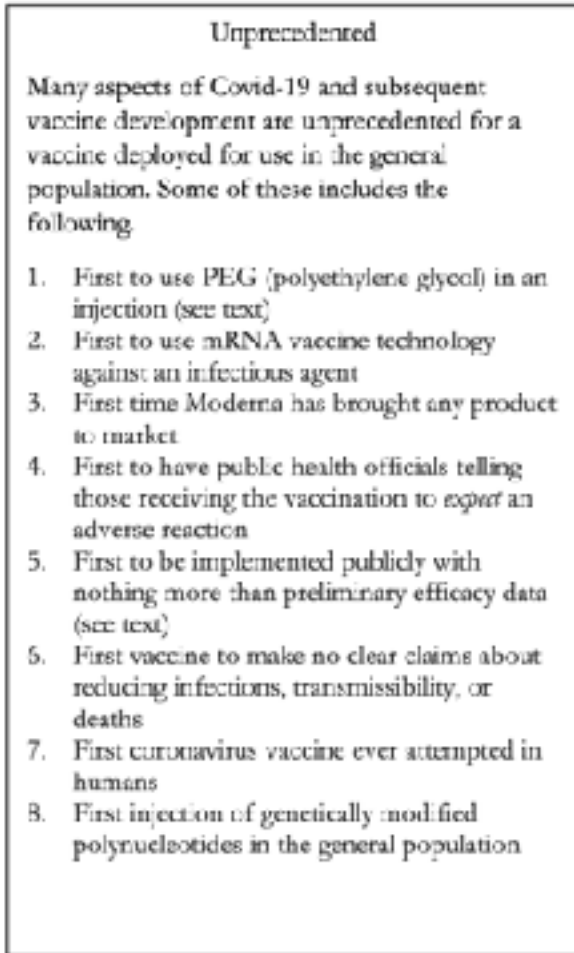 Unprecedented
Many aspects of Covid-19 and subsequent
vaccine development are unprecedented for a
vaccine deployed for use in the general
population. Some of these includes the
following.
1. First to use PEG (polyethylene glycol) in an
injection (see text)
2. First to use mRNA vaccine technology
against an infectious agent
3. First time Moderna has brought any product
to market
4. First to have public health officials telling
those receiving the vaccination to expect an
adverse reaction
5. First to be implemented publicly with
nothing more than preliminary efficacy data
(see text)
6. First vaccine to make no clear claims about
reducing infections, transmissibility, or
deaths
7. First coronavirus vaccine ever attempted in
humans
8. First injection of genetically modified
polynucleotides in the general population